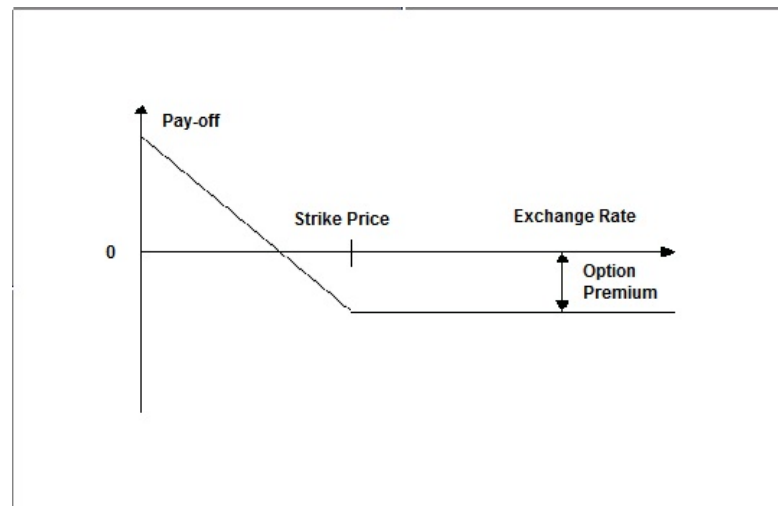 Pay-off
Strike Price
Exchange Rate
0
Option
Premium